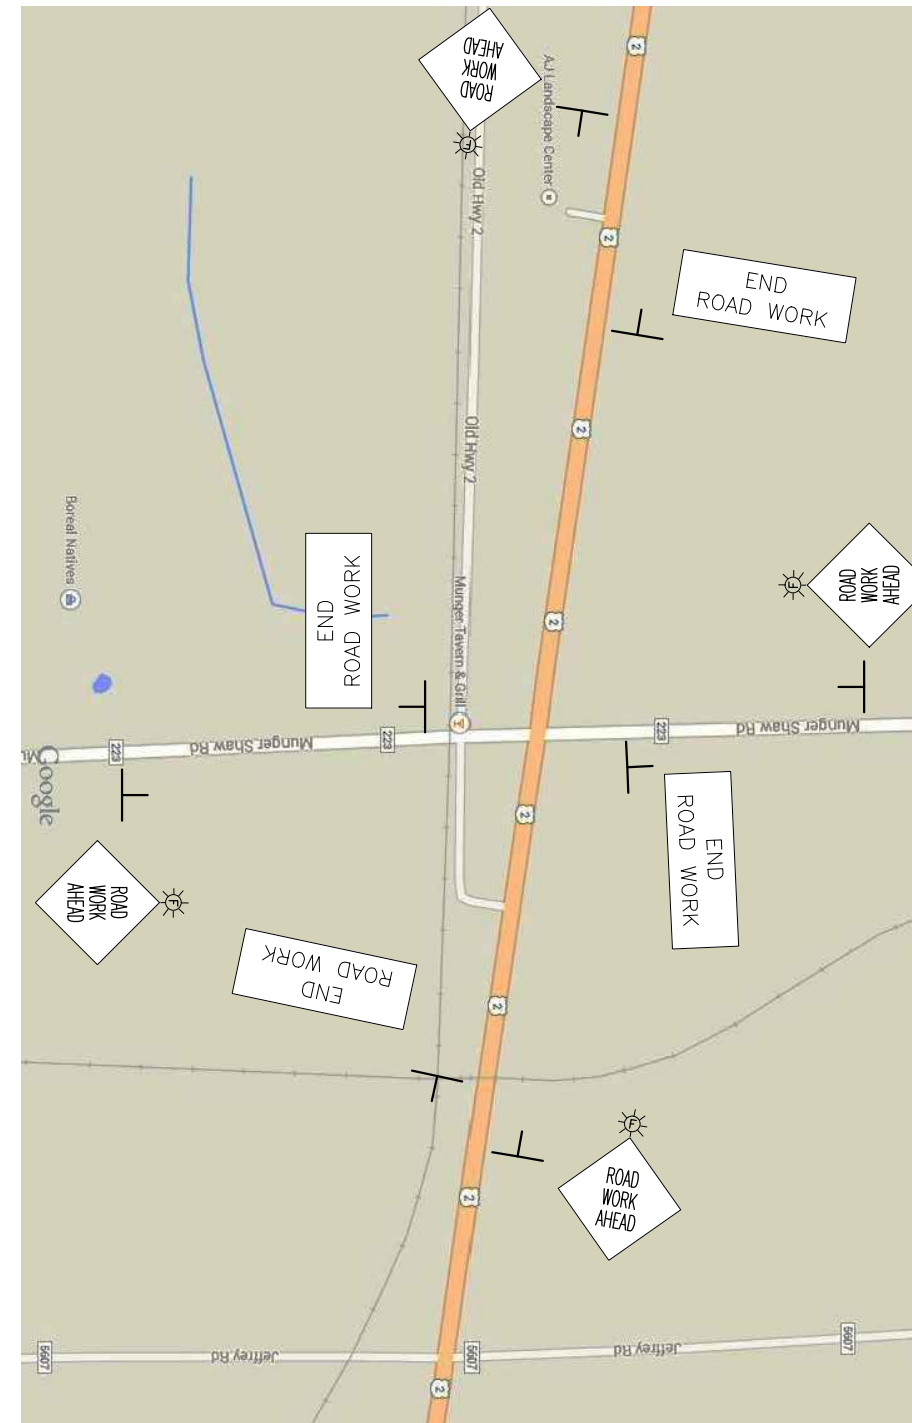 ROAD
WORK
AHEAD
2
AJ Landscape Center
Old Hwy 2
2
END
ROAD WORK
2
Old Hwy 2
Boreal Natives
END
ROAD WORK
Munger Tavern & Grill
2
F
ROAD
WORK
AHEAD
F
223
Munger Shaw Rd
223
223
Munger Shaw Rd
Mu
Google
2
END
ROAD WORK
ROAD
WORK
AHEAD
F
END
ROAD WORK
2
F
ROAD
WORK
AHEAD
2
5607
Jeffrey Rd
5607
Jeffrey Rd
5607
2